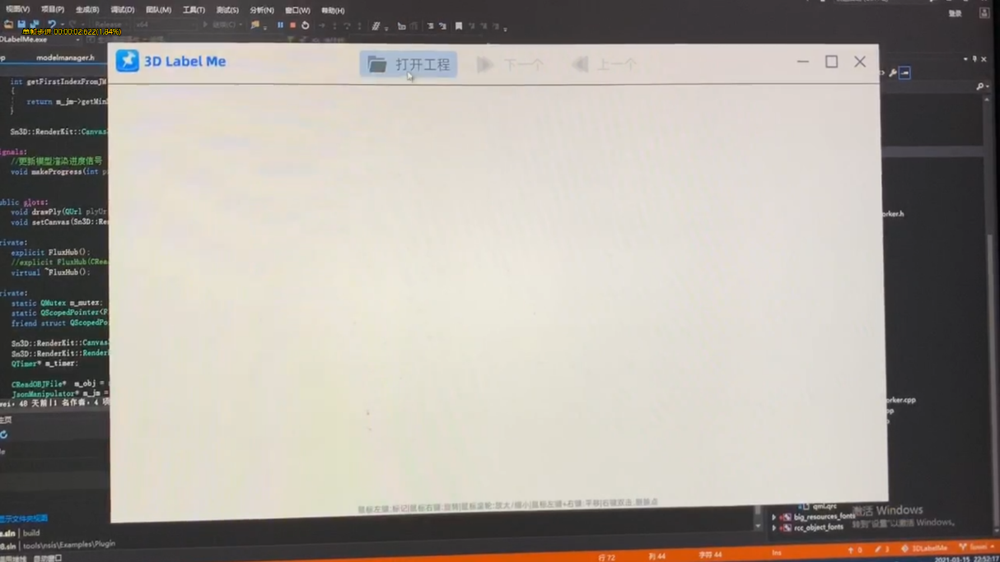 视图(V) 项目(P) 生成(B) 调试(D) 团队(M) 工具(T) 测试(S) 分析(N) 窗口(W) 帮助(H)
登录
单帧步进 00:00:02:622(1.84%)
DLabelMe.exe
modelmanager.h
3D Label Me
打开工程
下一个
上一个
int getFirstIndexFromJM
{
return m_jm->getMin
}
Sn3D::RenderKit::Canvas
ignals:
//更新模型渲染进度信号
void makeProgress(int p
ublic slots:
void drawPly(QUrl plyUr
void setCanvas(Sn3D::Re
rivate:
explicit FluxHub();
//explicit FluxHub(CRea
virtual ~FluxHub();
rivate:
static QMutex m_mutex;
static QScopedPointer<F
friend struct QScopedPo
Sn3D::RenderKit::Canvas
Sn3D::RenderKit::Render
QTimer* m_timer;
CReadOBJFile* m_obj =
JsonManipulator* m_jm =
wei, 48 天前|1 名作者, 4 项
orker.h
orker.cpp
鼠标左键:标记|鼠标右键:旋转|鼠标滚轮:放大/缩小|鼠标左键+右键:平移|右键双击
主页
显示文件夹视图
.sln | build
.sln | tools\nsis\Examples\Plugin
qml.qrc
big_resources_fonts
rcc_object_fonts
激活 Windows
转到"设置"以激活 Windows。
行 72 列 44 字符 44 Ins
0 3 3DLabelMe
2021-03-15 22:52:17